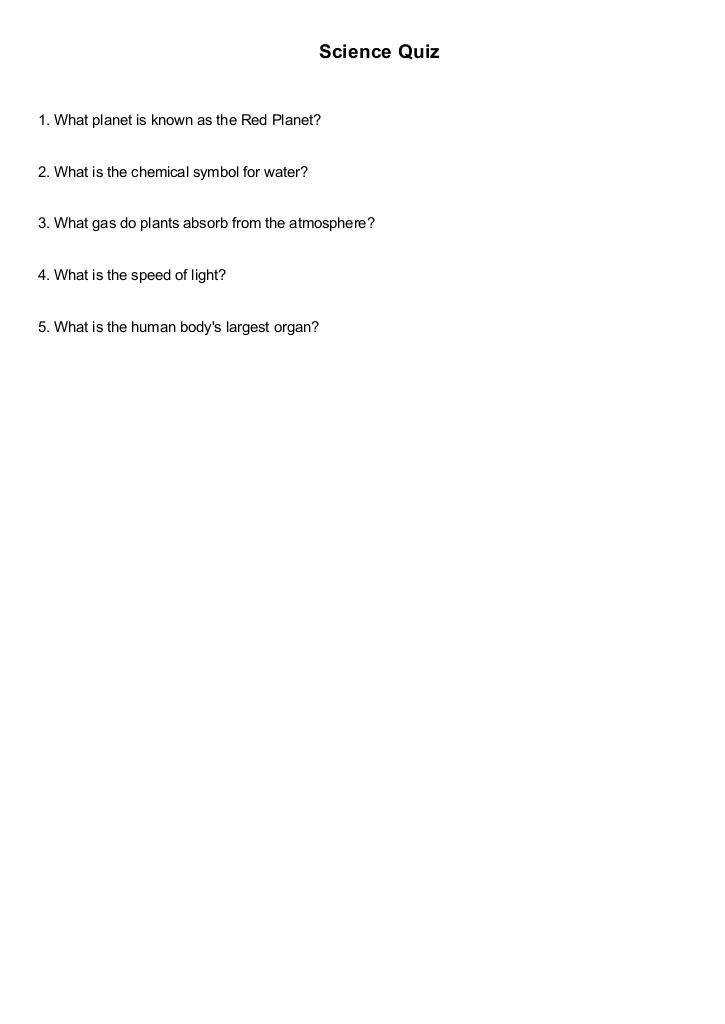 Science Quiz
1. What planet is known as the Red Planet?
2. What is the chemical symbol for water?
3. What gas do plants absorb from the atmosphere?
4. What is the speed of light?
5. What is the human body's largest organ?